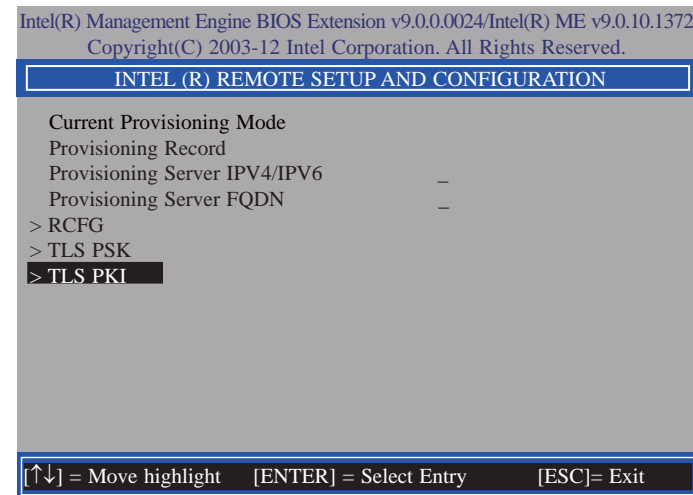 Intel(R) Management Engine BIOS Extension v9.0.0.0024/Intel(R) ME v9.0.10.1372
Copyright(C) 2003-12 Intel Corporation. All Rights Reserved.
INTEL (R) REMOTE SETUP AND CONFIGURATION
Current Provisioning Mode
Provisioning Record
Provisioning Server IPV4/IPV6 _
Provisioning Server FQDN _
> RCFG
> TLS PSK
> TLS PKI
[↑↓] = Move highlight [ENTER] = Select Entry [ESC]= Exit